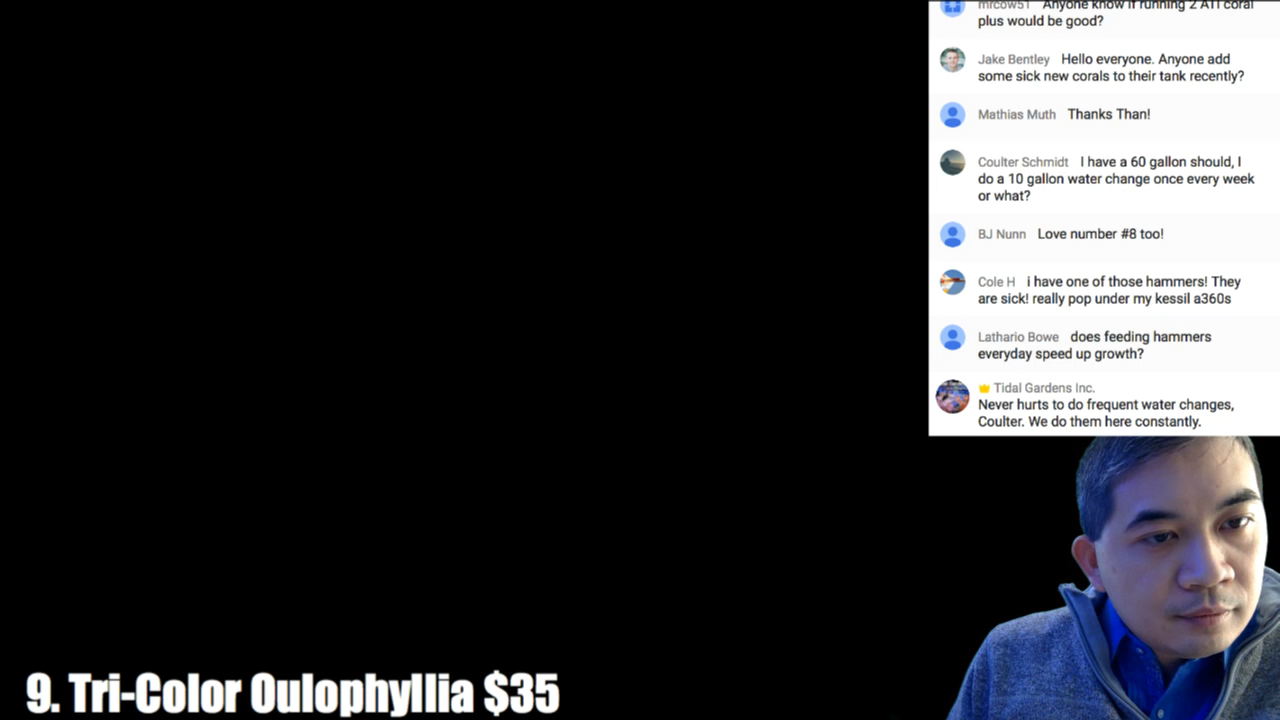 mrcow51 Anyone know if running 2 ATI coral
plus would be good?
Jake Bentley Hello everyone. Anyone add
some sick new corals to their tank recently?
Mathias Muth Thanks Than!
Coulter Schmidt I have a 60 gallon should, I
do a 10 gallon water change once every week
or what?
BJ Nunn Love number #8 too!
Cole H i have one of those hammers! They
are sick! really pop under my kessil a360s
Lathario Bowe does feeding hammers
everyday speed up growth?
Tidal Gardens Inc.
Never hurts to do frequent water changes,
Coulter. We do them here constantly.
9. Tri-Color Oulophyllia $35